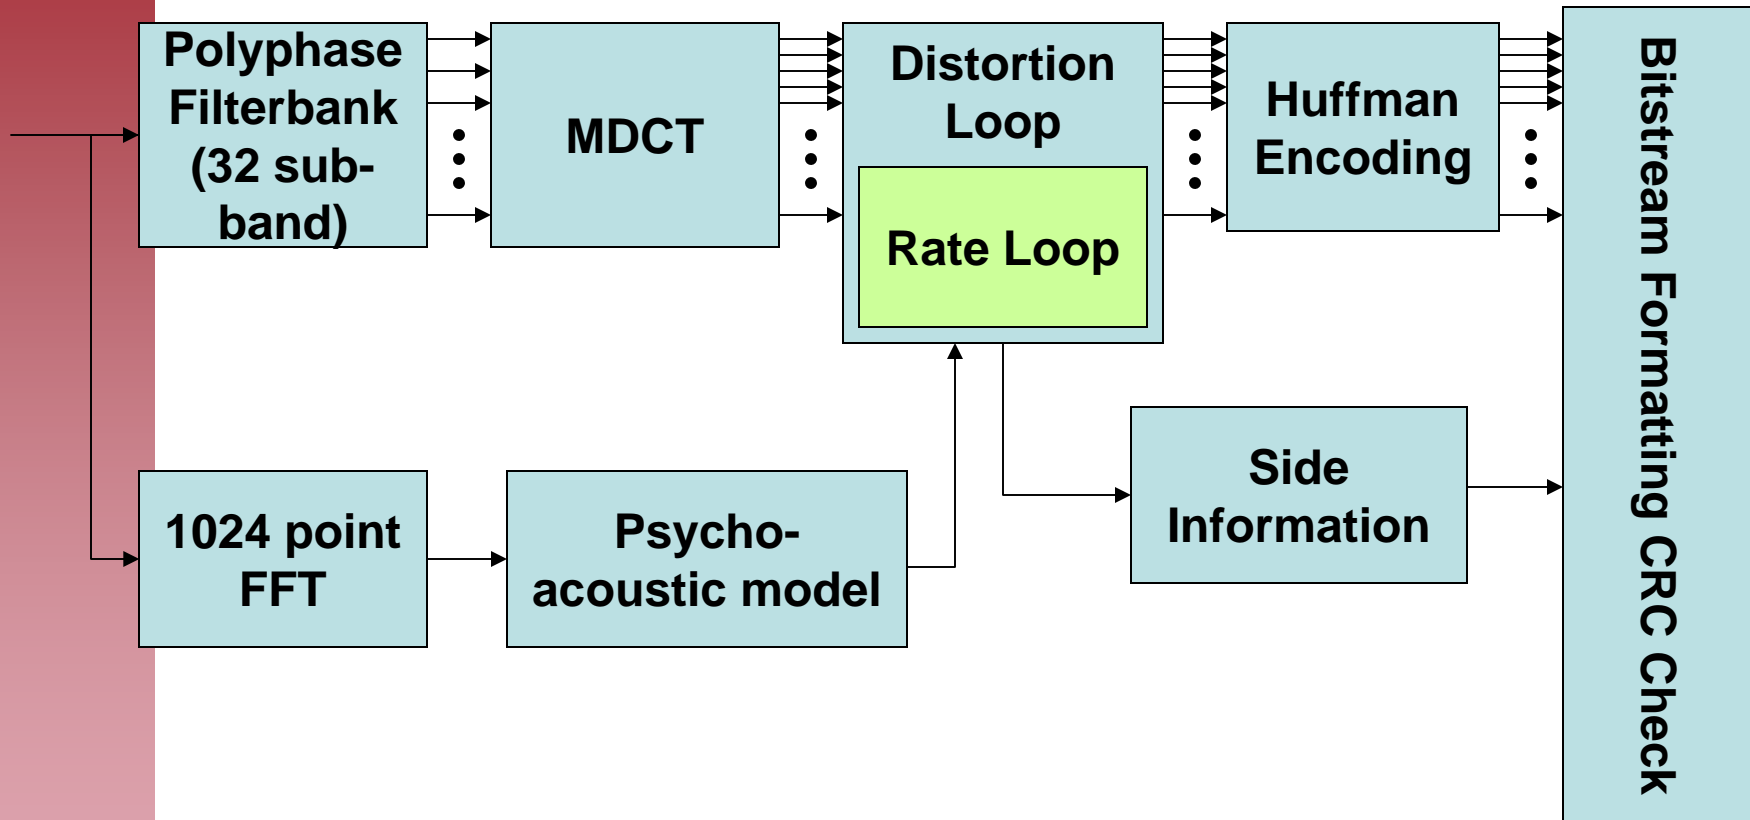 Polyphase
Filterbank
(32 sub-
band)
MDCT
Distortion
Loop
Rate Loop
Huffman
Encoding
Bitstream Formatting CRC Check
1024 point
FFT
Psycho-
acoustic model
Side
Information